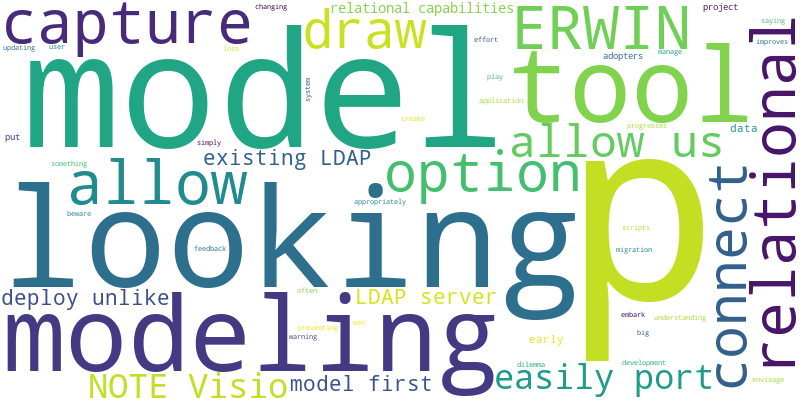 capture
changing
relational capabilities
project
saying
updating
user
draw
loss
effort
ERWIN
adopters
improves
manage
model
tool
relational
system
play
application
create
put
simply
progresses
data
allow us
existing LDAP
something
allow
option
connect
looking
p
appropriately
beware
feedback
scripts
migration
often
deploy unlike
LDAP server
embark
understanding
modeling
preventing
web
warning
early
big
dilemma
development
NOTE Visio
model first
easily port
envisage